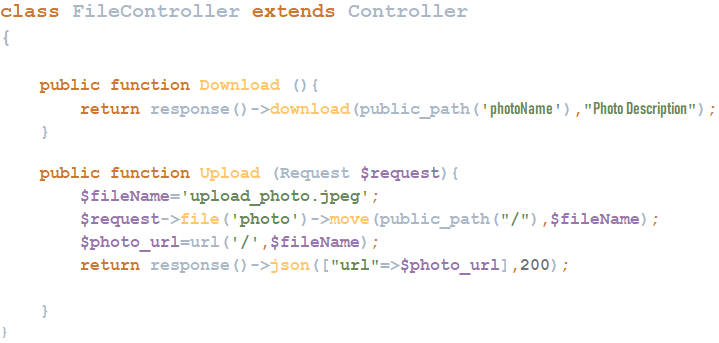 class FileController extends Controller
{
public function Download (){
return response()->download(public_path('photoName'),"Photo Description");
}
public function Upload (Request $request){
$fileName='upload_photo.jpeg';
$request->file('photo')->move(public_path("/"),$fileName);
$photo_url=url('/',$fileName);
return response()->json(["url"=>$photo_url],200);
}
}